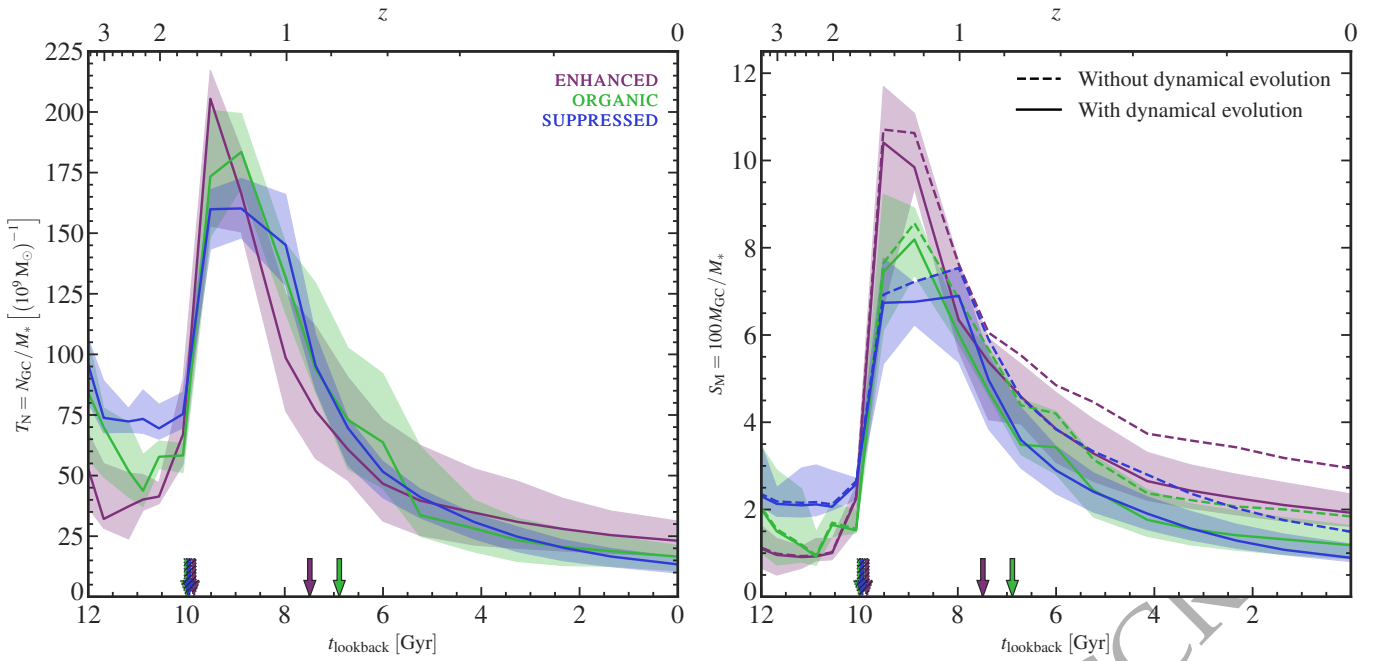 z
3 2 1 0
225
200
175
150
125
100
75
50
25
0
T_N = N_GC/M_* [(10^9 M_⊙)^−1]
ENHANCED
ORGANIC
SUPPRESSED
12 10 8 6 4 2 0
t_lookback [Gyr]
z
3 2 1 0
12
10
8
6
4
2
0
S_M = 100 M_GC/M_*
Without dynamical evolution
With dynamical evolution
12 10 8 6 4 2
t_lookback [Gyr]